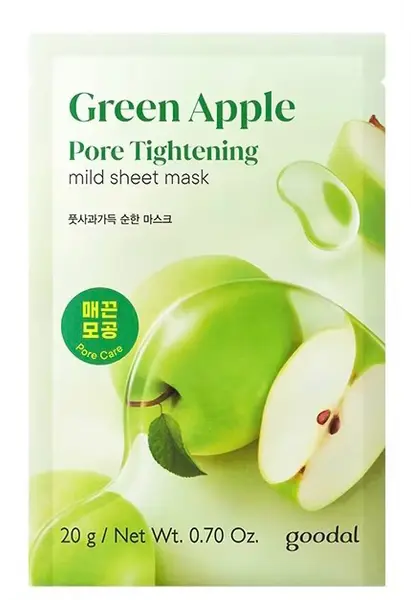 Green Apple
Pore Tightening
mild sheet mask
풋사과가득 순한 마스크
매끈
모공
Pore Care
20 g / Net Wt. 0.70 Oz.
goodal